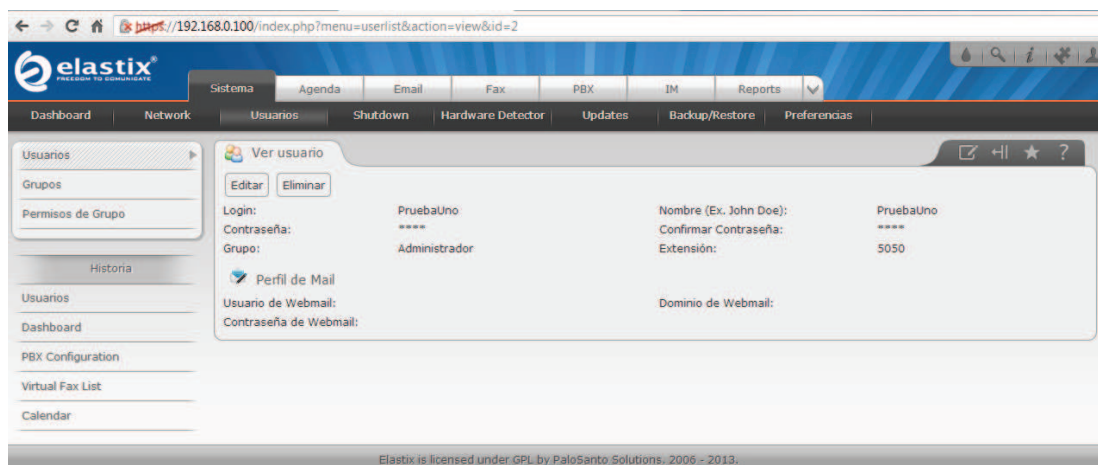 https://192.168.0.100/index.php?menu=userlist&action=view&id=2
elastix®
FREEDOM TO COMUNICATE
Sistema Agenda Email Fax PBX IM Reports
Dashboard Network Usuarios Shutdown Hardware Detector Updates Backup/Restore Preferencias
Usuarios
Grupos
Permisos de Grupo
Historia
Usuarios
Dashboard
PBX Configuration
Virtual Fax List
Calendar
Ver usuario
Editar Eliminar
Login: PruebaUno Nombre (Ex. John Doe): PruebaUno
Contraseña: **** Confirmar Contraseña: ****
Grupo: Administrador Extensión: 5050
Perfil de Mail
Usuario de Webmail: Dominio de Webmail:
Contraseña de Webmail:
Elastix is licensed under GPL by PaloSanto Solutions. 2006 - 2013.